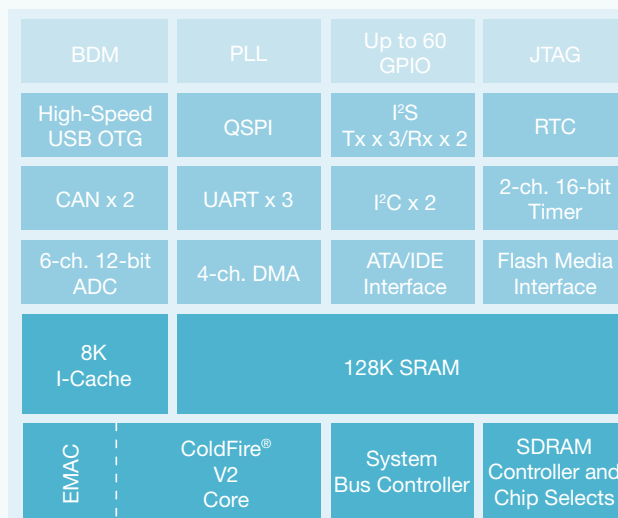 BDM
PLL
Up to 60
GPIO
JTAG
High-Speed
USB OTG
QSPI
I²S
Tx x 3/Rx x 2
RTC
CAN x 2
UART x 3
I²C x 2
2-ch. 16-bit
Timer
6-ch. 12-bit
ADC
4-ch. DMA
ATA/IDE
Interface
Flash Media
Interface
8K
I-Cache
128K SRAM
EMAC
ColdFire®
V2
Core
System
Bus Controller
SDRAM
Controller and
Chip Selects